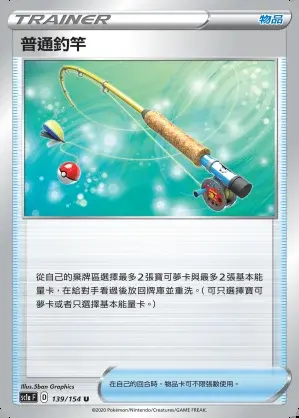 TRAINER 物品
普通釣竿
從自己的棄牌區選擇最多2張寶可夢卡與最多2張基本能
量卡,在給對手看過後放回牌庫並重洗。(可只選擇寶可
夢卡或者只選擇基本能量卡。)
Illus.5ban Graphics
sc1a F D 139/154 U
在自己的回合時,物品卡可不限張數使用。
©2020 Pokémon/Nintendo/Creatures/GAME FREAK.